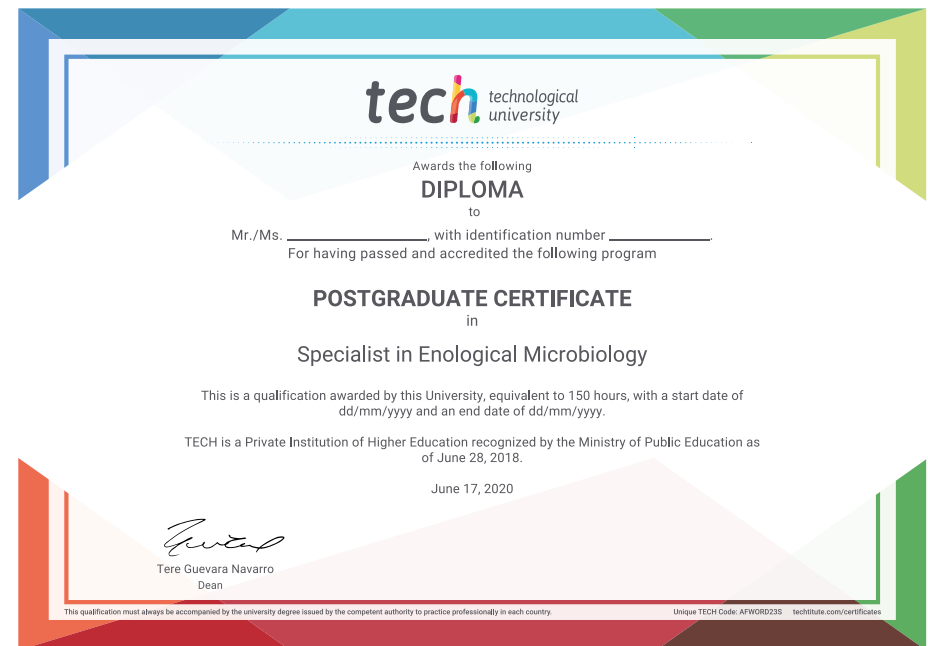 tech technological
university
Awards the following
DIPLOMA
to
Mr./Ms. ____________________, with identification number ______________.
For having passed and accredited the following program
POSTGRADUATE CERTIFICATE
in
Specialist in Enological Microbiology
This is a qualification awarded by this University, equivalent to 150 hours, with a start date of
dd/mm/yyyy and an end date of dd/mm/yyyy.
TECH is a Private Institution of Higher Education recognized by the Ministry of Public Education as
of June 28, 2018.
June 17, 2020
Tere Guevara Navarro
Dean
This qualification must always be accompanied by the university degree issued by the competent authority to practice professionally in each country. Unique TECH Code: AFWORD23S techtitute.com/certificates